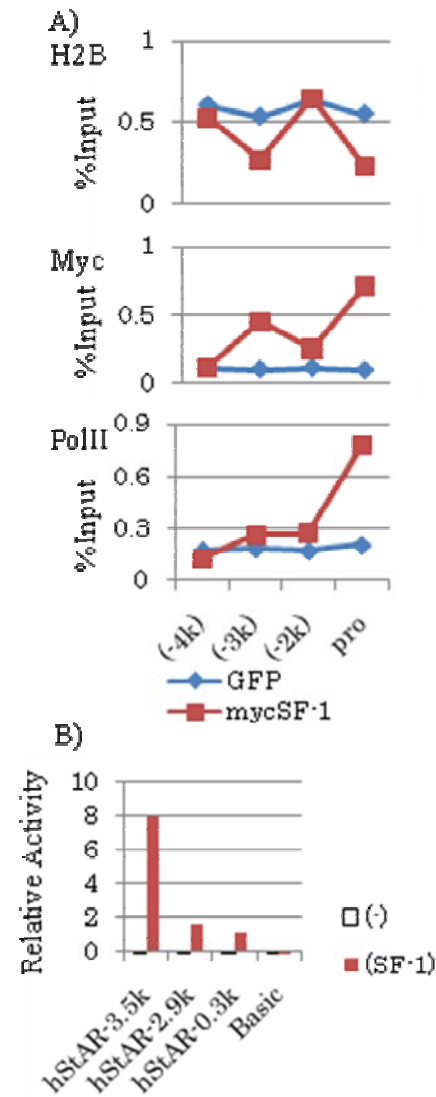 A)
H2B
%Input
1
0.5
0
Myc
%Input
1
0.5
0
PolII
%Input
0.9
0.6
0.3
0
(-4k)
(-3k)
(-2k)
pro
GFP
mycSF-1
B)
Relative Activity
10
8
6
4
2
0
hStAR-3.5k
hStAR-2.9k
hStAR-0.3k
Basic
(-)
(SF-1)